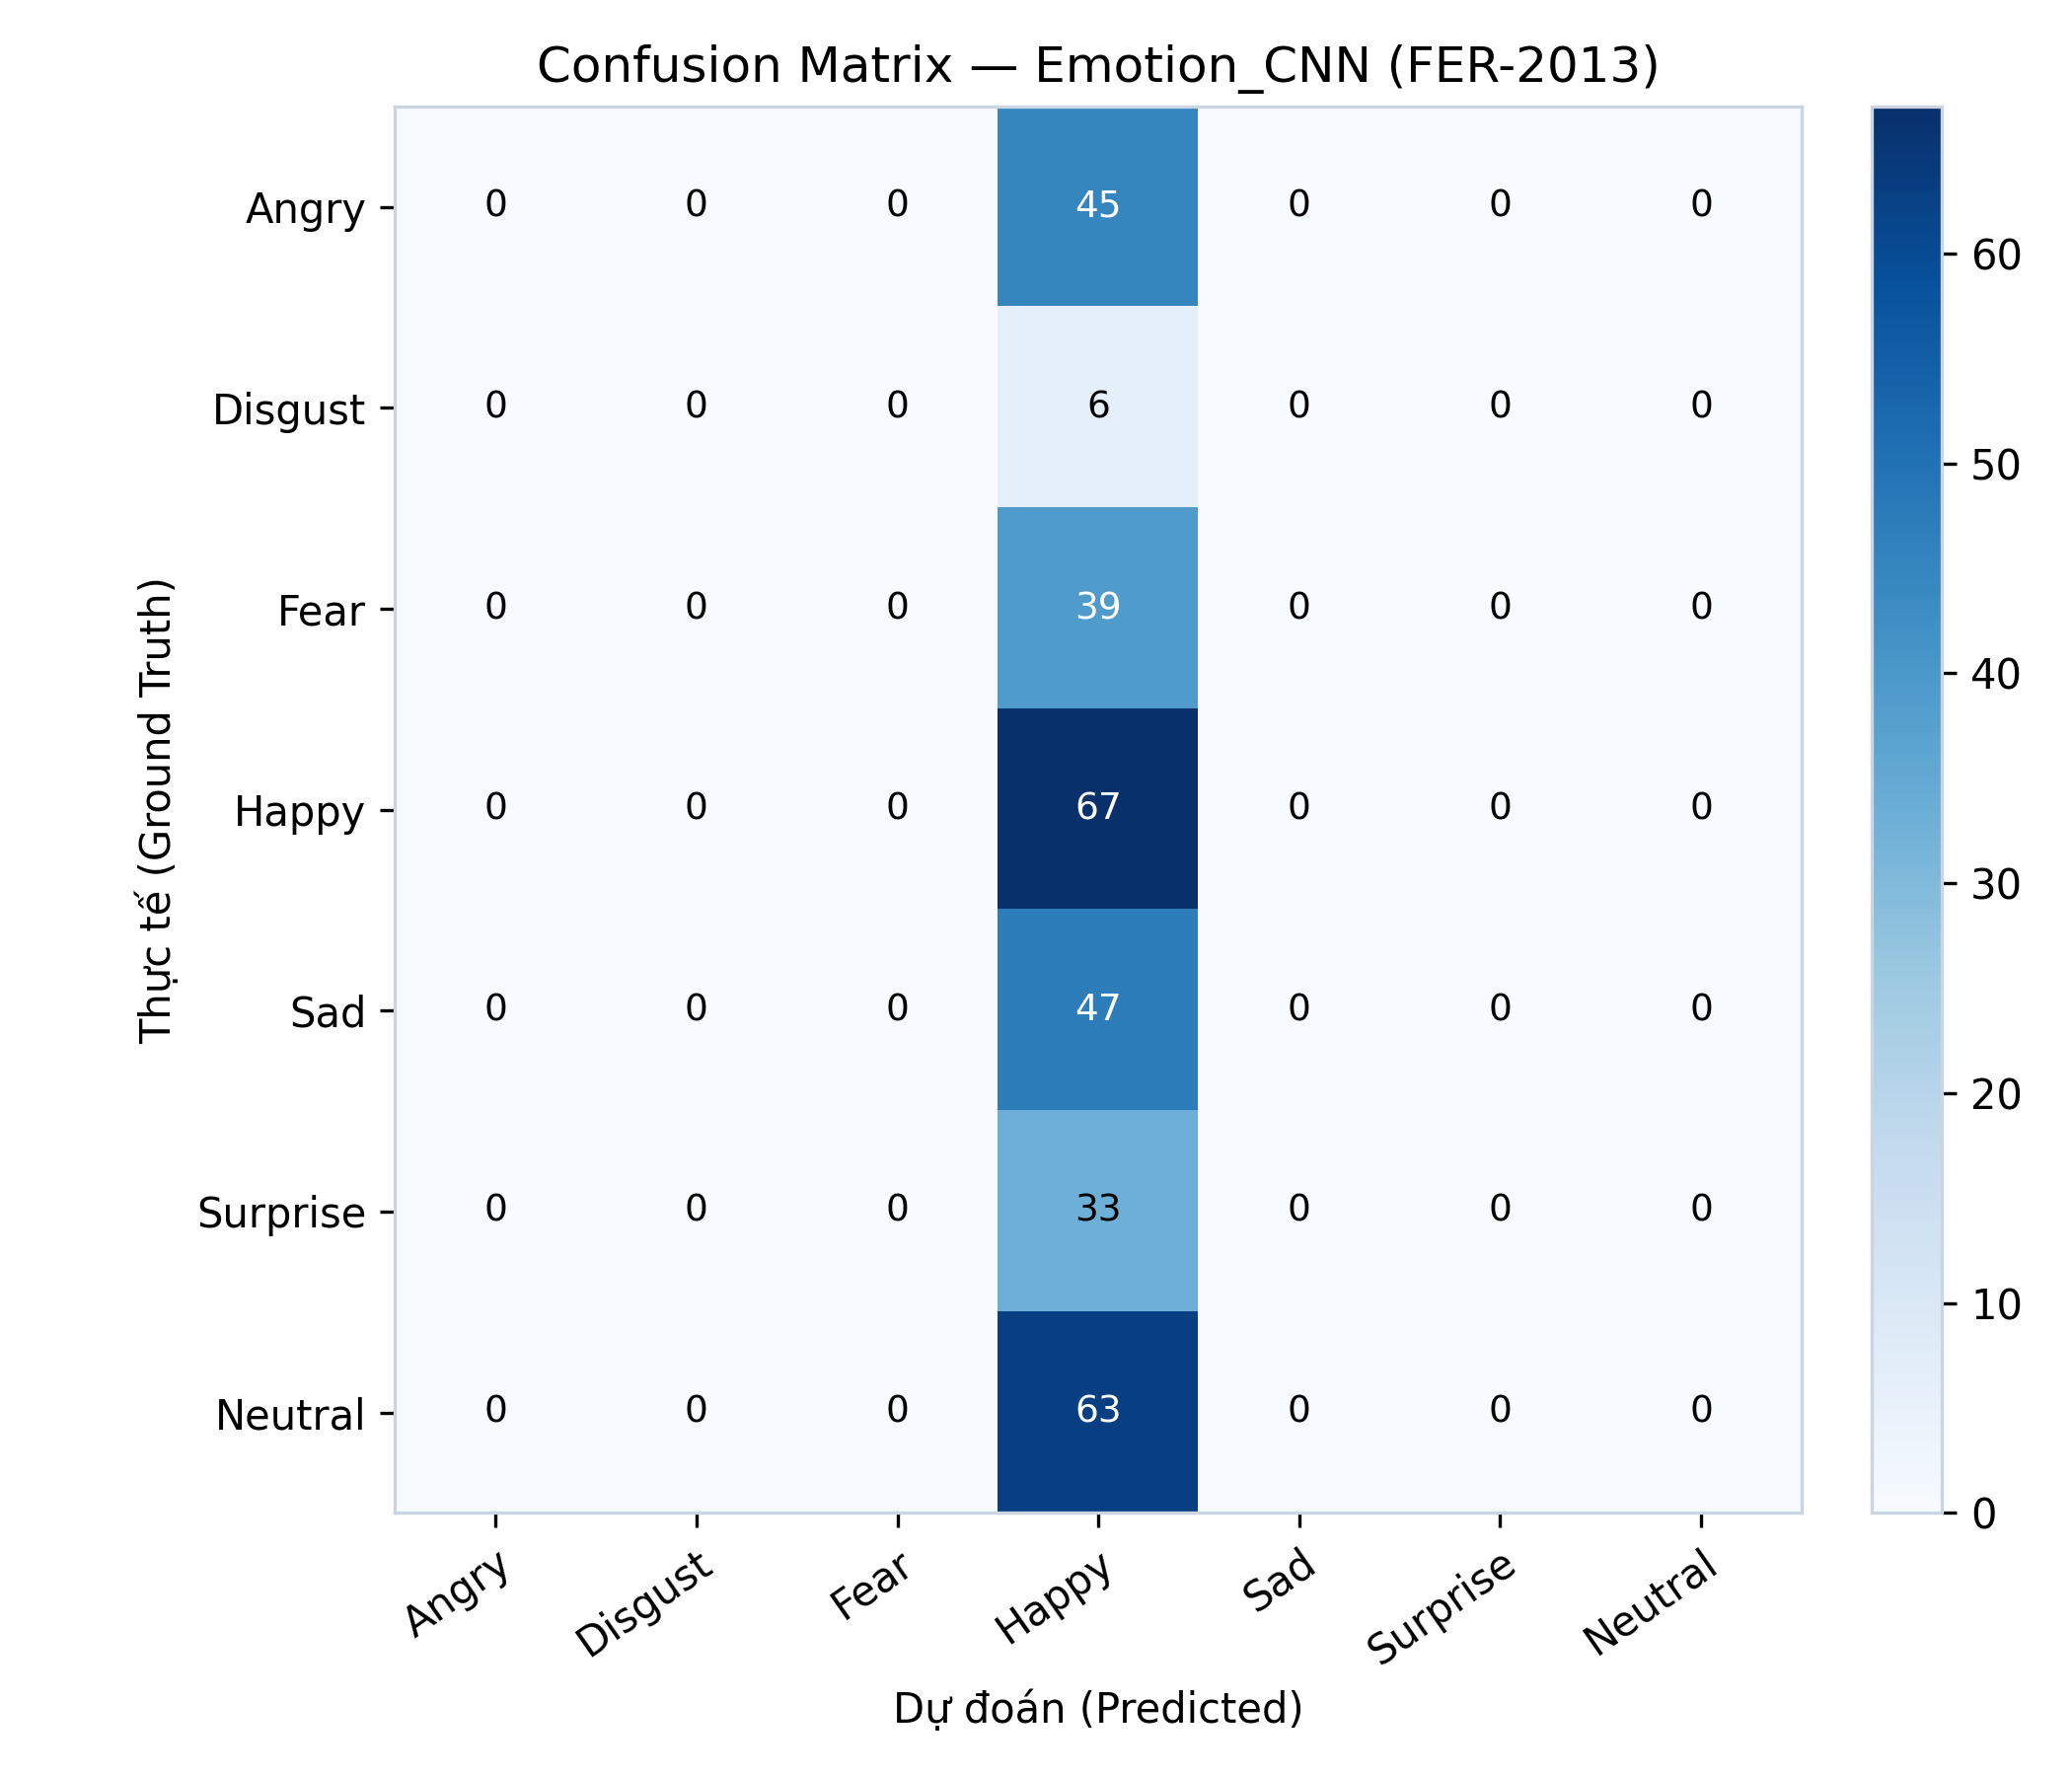 Confusion Matrix — Emotion_CNN (FER-2013)
Thực tế (Ground Truth)
Angry 0 0 0 45 0 0 0
Disgust 0 0 0 6 0 0 0
Fear 0 0 0 39 0 0 0
Happy 0 0 0 67 0 0 0
Sad 0 0 0 47 0 0 0
Surprise 0 0 0 33 0 0 0
Neutral 0 0 0 63 0 0 0
Angry Disgust Fear Happy Sad Surprise Neutral
Dự đoán (Predicted)
60
50
40
30
20
10
0